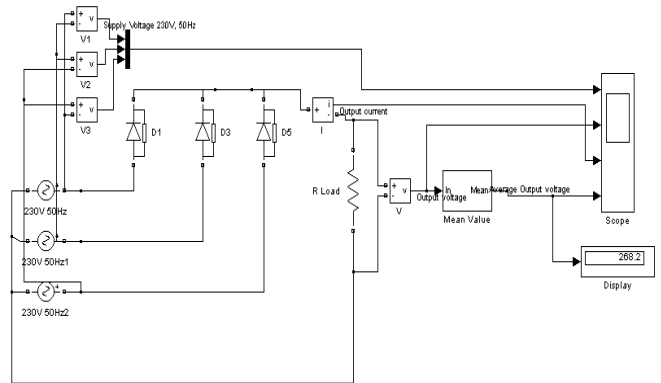 Supply Voltage 230V, 50Hz
+ v
-
V1
+ v
-
V2
+ v
-
V3
D1
D3
D5
+ i
-
I
Output current
R Load
+ v
-
V
Output voltage
In Mean
Mean Value
Average Output voltage
Scope
268.2
Display
230V 50Hz
230V 50Hz1
230V 50Hz2